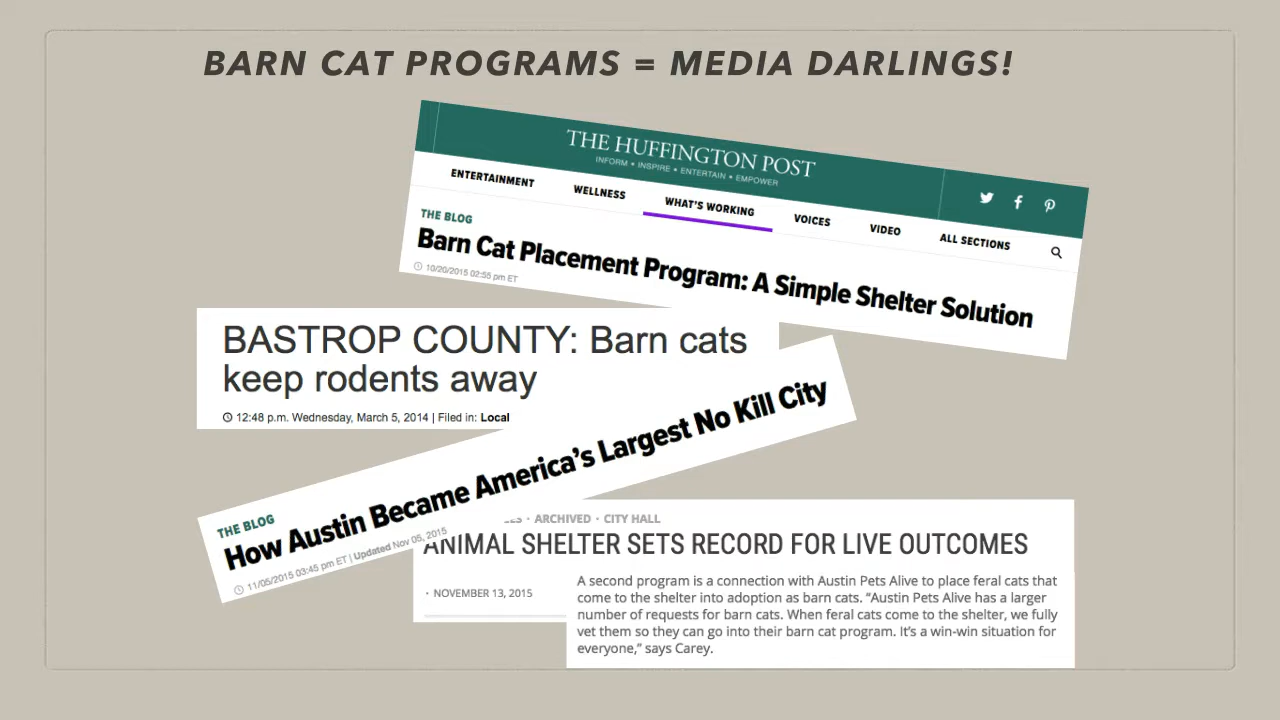 BARN CAT PROGRAMS = MEDIA DARLINGS!
THE HUFFINGTON POST
INFORM • INSPIRE • ENTERTAIN • EMPOWER
ENTERTAINMENT WELLNESS WHAT'S WORKING VOICES VIDEO ALL SECTIONS
THE BLOG
Barn Cat Placement Program: A Simple Shelter Solution
10/20/2015 02:55 pm ET
BASTROP COUNTY: Barn cats
keep rodents away
12:48 p.m. Wednesday, March 5, 2014 | Filed in: Local
THE BLOG
How Austin Became America's Largest No Kill City
11/05/2015 03:45 pm ET | Updated Nov 05, 2015
· ARCHIVED · CITY HALL
ANIMAL SHELTER SETS RECORD FOR LIVE OUTCOMES
· NOVEMBER 13, 2015
A second program is a connection with Austin Pets Alive to place feral cats that
come to the shelter into adoption as barn cats. “Austin Pets Alive has a larger
number of requests for barn cats. When feral cats come to the shelter, we fully
vet them so they can go into their barn cat program. It’s a win-win situation for
everyone,” says Carey.